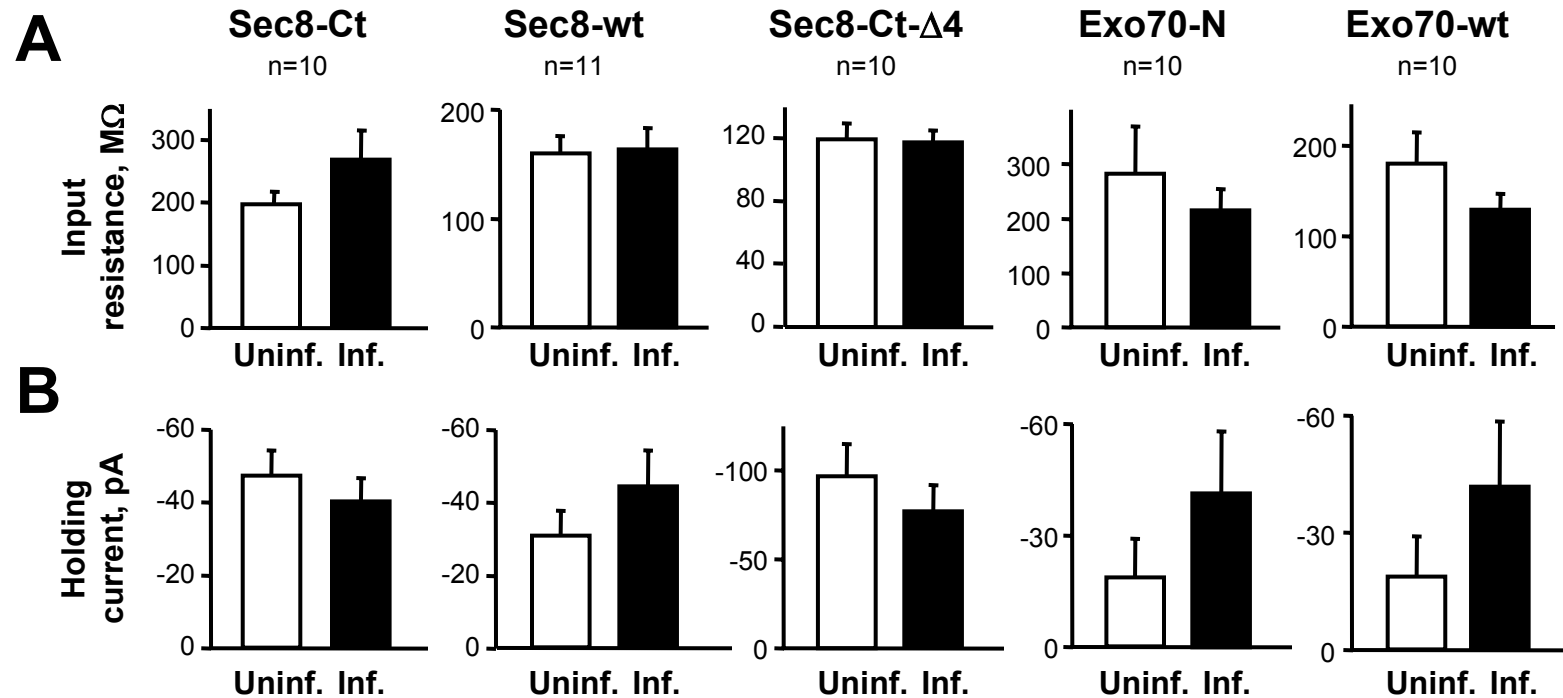 A
Sec8-Ct
Sec8-wt
Sec8-Ct-Δ4
Exo70-N
Exo70-wt
n=10
n=11
n=10
n=10
n=10
Input
resistance, MΩ
300
200
100
0
200
100
0
120
80
40
0
300
200
100
0
200
100
0
Uninf. Inf.
Uninf. Inf.
Uninf. Inf.
Uninf. Inf.
Uninf. Inf.
B
Holding
current, pA
-60
-40
-20
0
-60
-40
-20
0
-100
-50
0
-60
-30
0
-60
-30
0
Uninf. Inf.
Uninf. Inf.
Uninf. Inf.
Uninf. Inf.
Uninf. Inf.